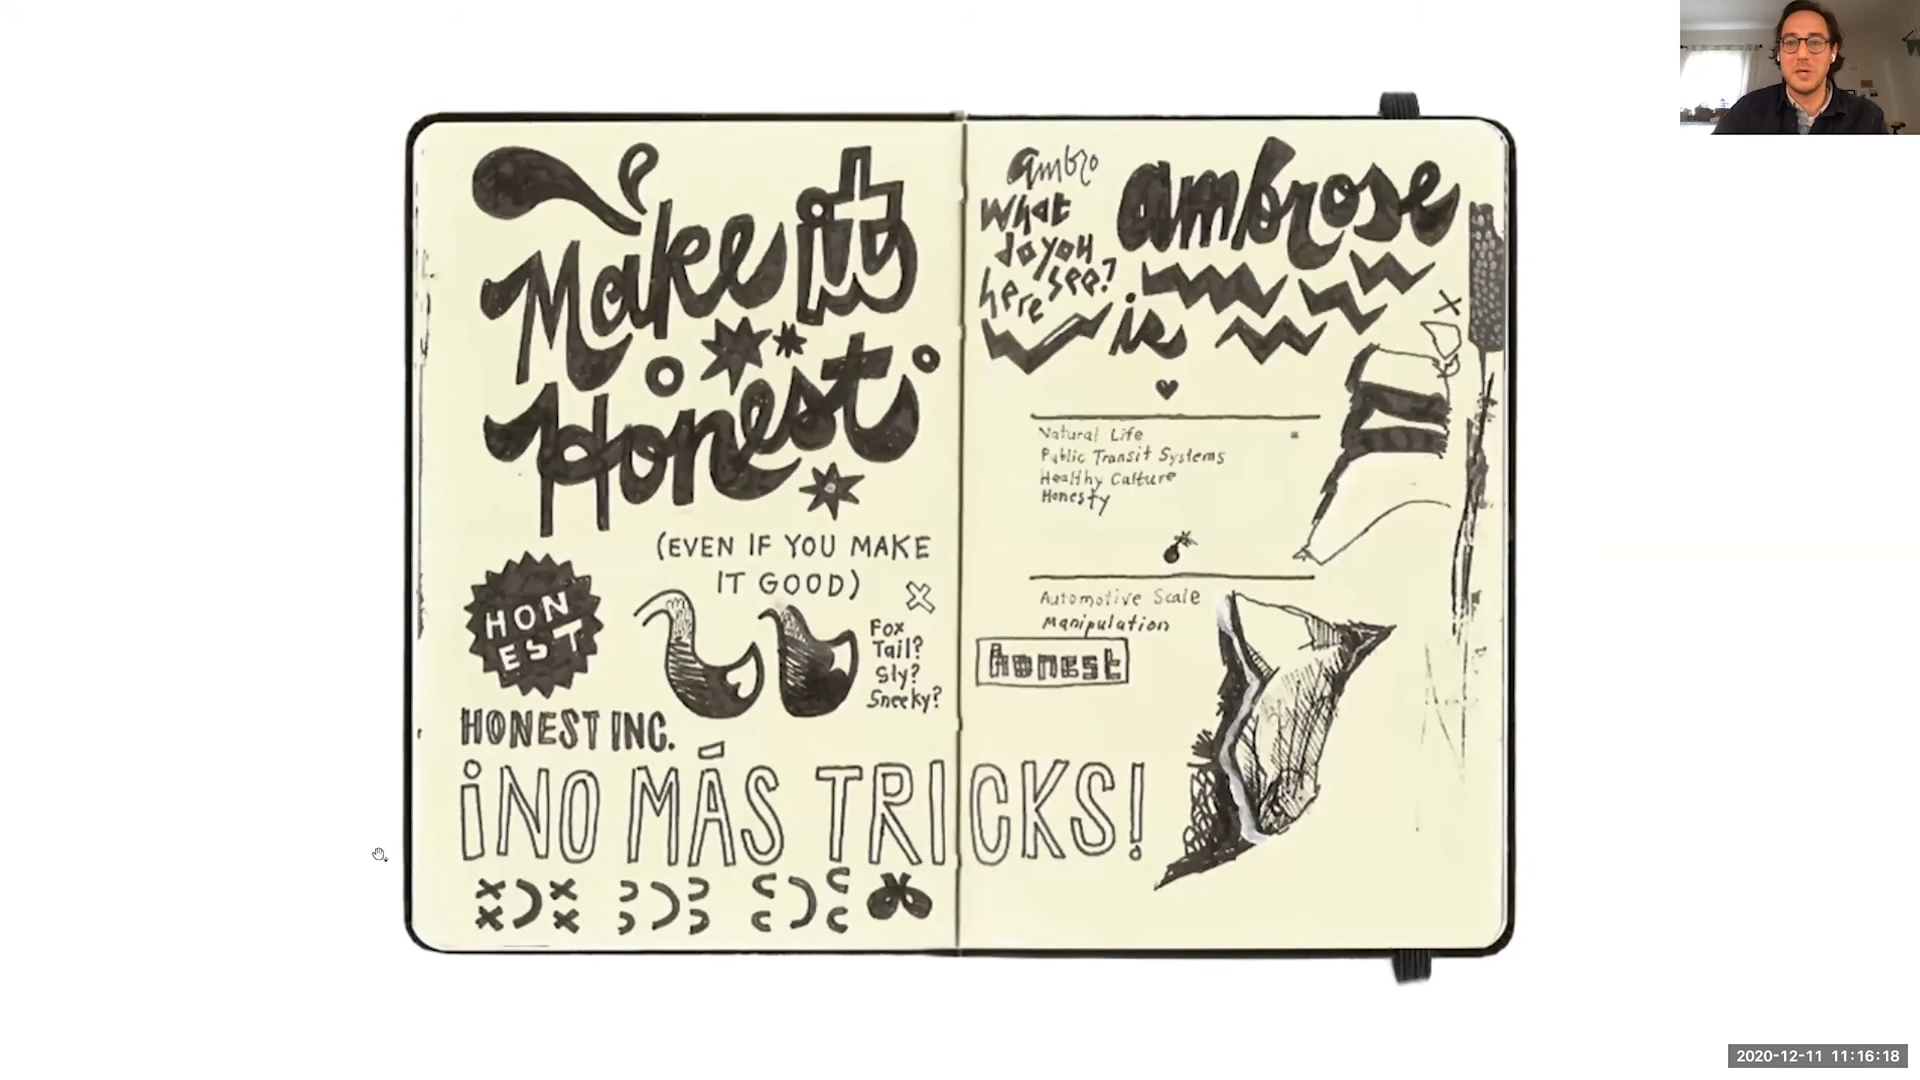 Make it
Honest
(EVEN IF YOU MAKE
IT GOOD)
HON
EST
Fox
Tail?
Sly?
Sneeky?
HONEST INC.
¡NO MÁS TRICKS!
ambro
ambrose
What
do you
see?
here
is
Natural Life
Public Transit Systems
Healthy Culture
Honesty
Automotive Scale
Manipulation
honest
2020-12-11 11:16:18